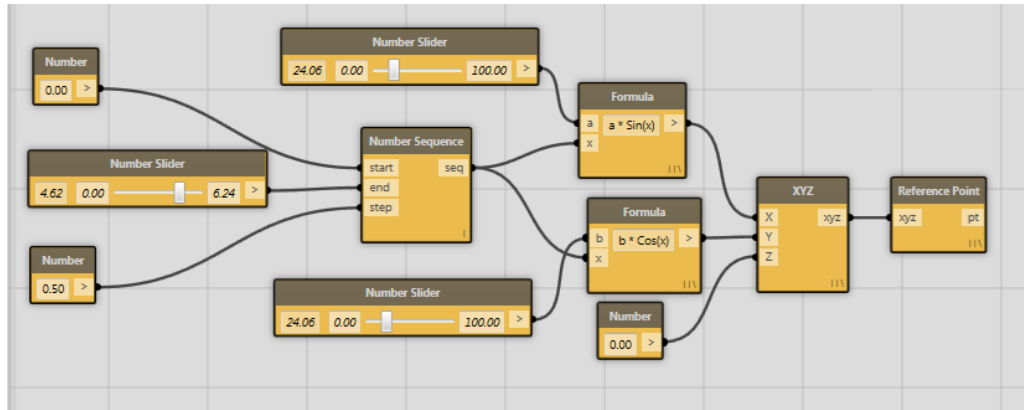 Number
0.00 >
Number Slider
24.06 0.00 100.00 >
Formula
a a * Sin(x) >
x
Number Sequence
start seq
end
step
Number Slider
4.62 0.00 6.24 >
Number
0.50 >
Formula
b b * Cos(x) >
x
Number Slider
24.06 0.00 100.00 >
Number
0.00 >
XYZ
X xyz
Y
Z
Reference Point
xyz pt